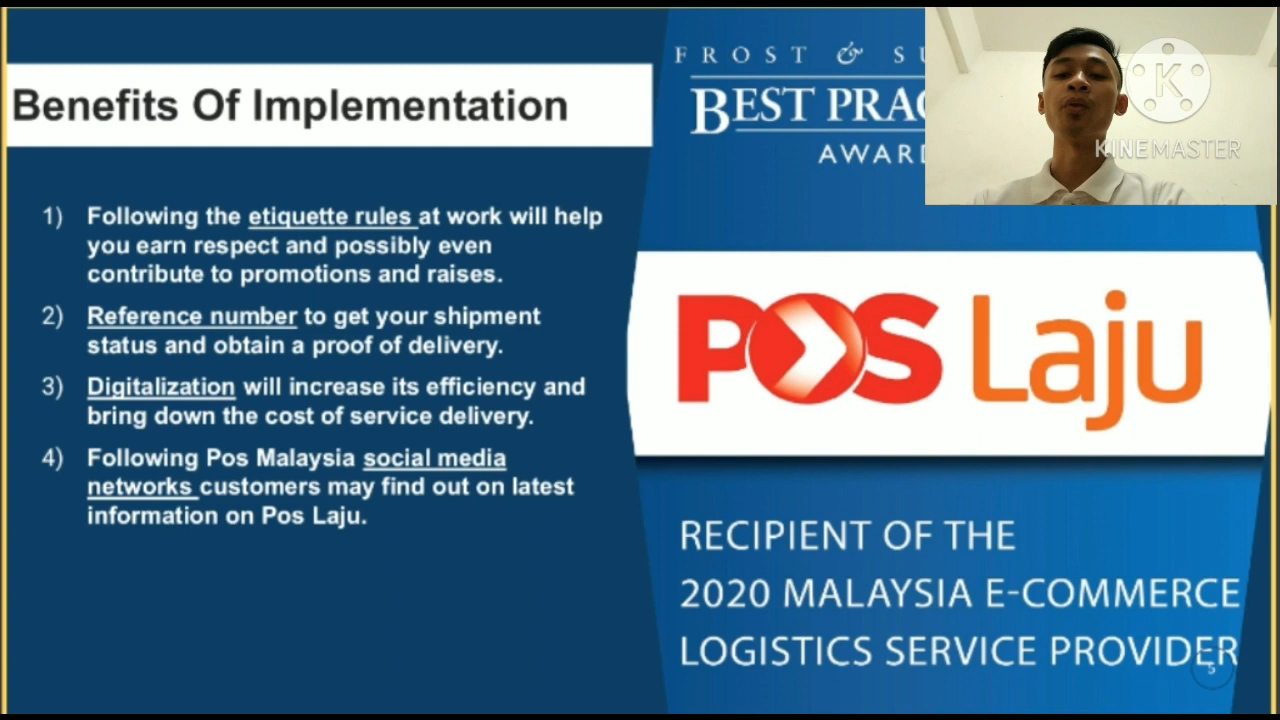 Benefits Of Implementation
1) Following the etiquette rules at work will help
you earn respect and possibly even
contribute to promotions and raises.
2) Reference number to get your shipment
status and obtain a proof of delivery.
3) Digitalization will increase its efficiency and
bring down the cost of service delivery.
4) Following Pos Malaysia social media
networks customers may find out on latest
information on Pos Laju.
FROST &
BEST
K
KINEMASTER
POS Laju
RECIPIENT OF THE
2020 MALAYSIA E-COMMERCE
LOGISTICS SERVICE PROVIDER
5